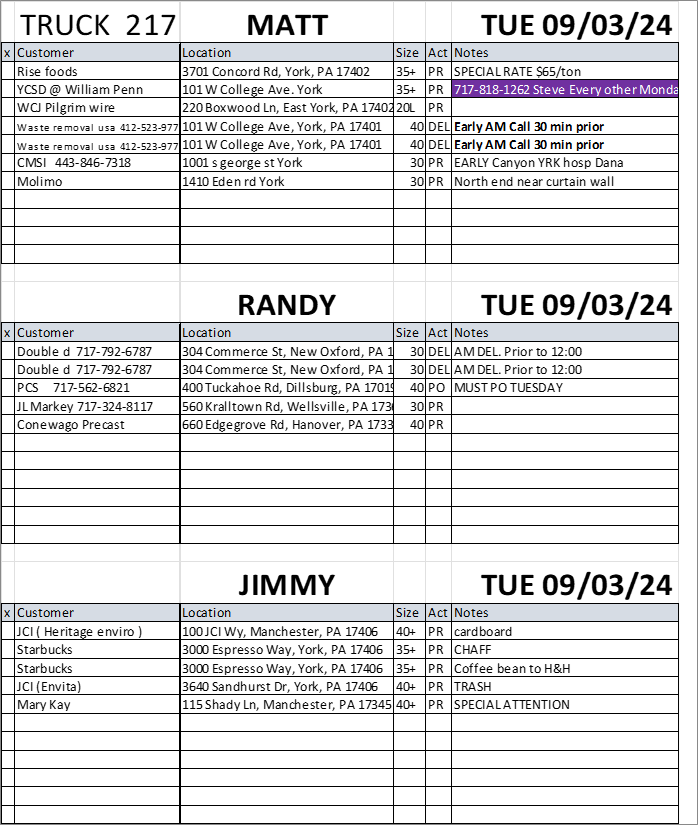 TRUCK 217 MATT TUE 09/03/24
x Customer Location Size Act Notes
Rise foods 3701 Concord Rd, York, PA 17402 35+ PR SPECIAL RATE $65/ton
YCSD @ William Penn 101 W College Ave. York 35+ PR 717-818-1262 Steve Every other Monda
WCJ Pilgrim wire 220 Boxwood Ln, East York, PA 17402 20L PR
Waste removal usa 412-523-977 101 W College Ave, York, PA 17401 40 DEL Early AM Call 30 min prior
Waste removal usa 412-523-977 101 W College Ave, York, PA 17401 40 DEL Early AM Call 30 min prior
CMSI 443-846-7318 1001 s george st York 30 PR EARLY Canyon YRK hosp Dana
Molimo 1410 Eden rd York 30 PR North end near curtain wall
RANDY TUE 09/03/24
x Customer Location Size Act Notes
Double d 717-792-6787 304 Commerce St, New Oxford, PA 1 30 DEL AM DEL. Prior to 12:00
Double d 717-792-6787 304 Commerce St, New Oxford, PA 1 30 DEL AM DEL. Prior to 12:00
PCS 717-562-6821 400 Tuckahoe Rd, Dillsburg, PA 17019 40 PO MUST PO TUESDAY
JL Markey 717-324-8117 560 Kralltown Rd, Wellsville, PA 1736 30 PR
Conewago Precast 660 Edgegrove Rd, Hanover, PA 1733 40 PR
JIMMY TUE 09/03/24
x Customer Location Size Act Notes
JCI ( Heritage enviro ) 100 JCI Wy, Manchester, PA 17406 40+ PR cardboard
Starbucks 3000 Espresso Way, York, PA 17406 35+ PR CHAFF
Starbucks 3000 Espresso Way, York, PA 17406 35+ PR Coffee bean to H&H
JCI (Envita) 3640 Sandhurst Dr, York, PA 17406 40+ PR TRASH
Mary Kay 115 Shady Ln, Manchester, PA 17345 40+ PR SPECIAL ATTENTION